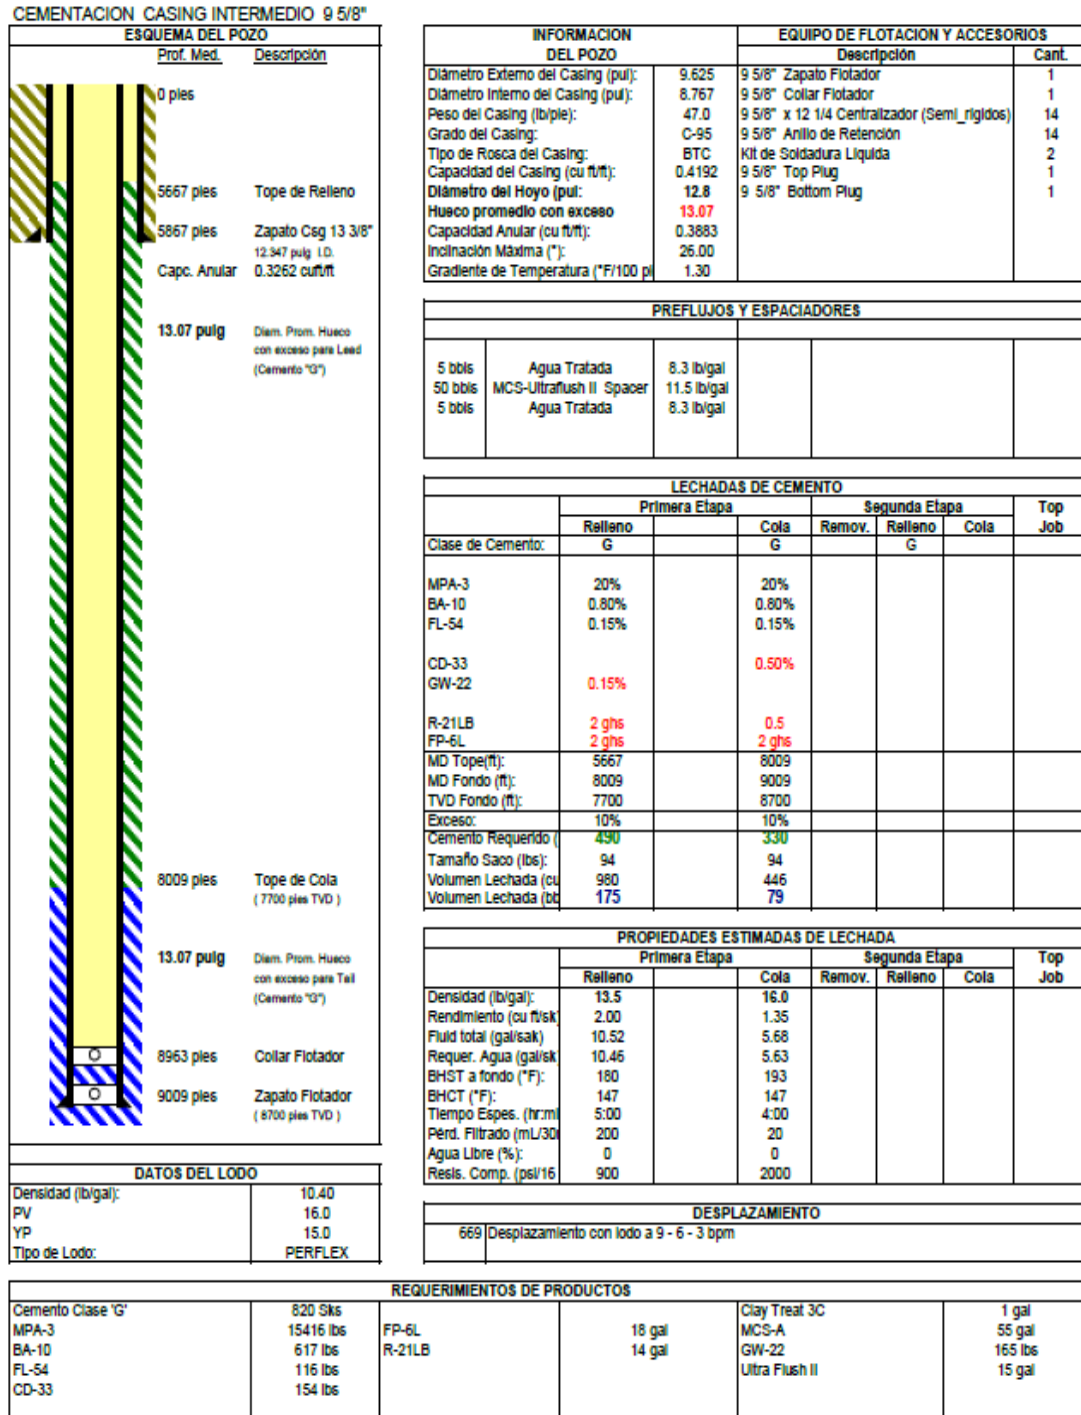 CEMENTACION CASING INTERMEDIO 9 5/8"
ESQUEMA DEL POZO
Prof. Med. Descripción
0 pies
5667 pies Tope de Relleno
5867 pies Zapato Csg 13 3/8"
12.347 pulg I.D.
Capc. Anular 0.3262 cuft/ft
13.07 pulg Diam. Prom. Hueco
con exceso para Lead
(Cemento "G")
8009 pies Tope de Cola
( 7700 pies TVD )
13.07 pulg Diam. Prom. Hueco
con exceso para Tail
(Cemento "G")
8963 pies Collar Flotador
9009 pies Zapato Flotador
( 8700 pies TVD )
DATOS DEL LODO
Densidad (lb/gal): 10.40
PV 16.0
YP 15.0
Tipo de Lodo: PERFLEX
INFORMACION
DEL POZO
Diámetro Externo del Casing (pul): 9.625
Diámetro Interno del Casing (pul): 8.767
Peso del Casing (lb/pie): 47.0
Grado del Casing: C-95
Tipo de Rosca del Casing: BTC
Capacidad del Casing (cu ft/ft): 0.4192
Diámetro del Hoyo (pul: 12.8
Hueco promedio con exceso 13.07
Capacidad Anular (cu ft/ft): 0.3883
Inclinación Máxima (°): 26.00
Gradiente de Temperatura (°F/100 pi 1.30
EQUIPO DE FLOTACION Y ACCESORIOS
Descripción Cant.
9 5/8" Zapato Flotador 1
9 5/8" Collar Flotador 1
9 5/8" x 12 1/4 Centralizador (Semi_rigidos) 14
9 5/8" Anillo de Retención 14
Kit de Soldadura Liquida 2
9 5/8" Top Plug 1
9 5/8" Bottom Plug 1
PREFLUJOS Y ESPACIADORES
5 bbls Agua Tratada 8.3 lb/gal
50 bbls MCS-Ultraflush II Spacer 11.5 lb/gal
5 bbls Agua Tratada 8.3 lb/gal
LECHADAS DE CEMENTO
Primera Etapa Segunda Etapa Top
Relleno Cola Remov. Relleno Cola Job
Clase de Cemento: G G G
MPA-3 20% 20%
BA-10 0.80% 0.80%
FL-54 0.15% 0.15%
CD-33 0.50%
GW-22 0.15%
R-21LB 2 ghs 0.5
FP-6L 2 ghs 2 ghs
MD Tope(ft): 5667 8009
MD Fondo (ft): 8009 9009
TVD Fondo (ft): 7700 8700
Exceso: 10% 10%
Cemento Requerido ( 490 330
Tamaño Saco (lbs): 94 94
Volumen Lechada (cu 980 446
Volumen Lechada (bb 175 79
PROPIEDADES ESTIMADAS DE LECHADA
Primera Etapa Segunda Etapa Top
Relleno Cola Remov. Relleno Cola Job
Densidad (lb/gal): 13.5 16.0
Rendimiento (cu ft/sk 2.00 1.35
Fluid total (gal/sak) 10.52 5.68
Requer. Agua (gal/sk 10.46 5.63
BHST a fondo (°F): 180 193
BHCT (°F): 147 147
Tiempo Espes. (hr:mi 5:00 4:00
Pérd. Filtrado (mL/30 200 20
Agua Libre (%): 0 0
Resis. Comp. (psi/16 900 2000
DESPLAZAMIENTO
669 Desplazamiento con lodo a 9 - 6 - 3 bpm
REQUERIMIENTOS DE PRODUCTOS
Cemento Clase 'G' 820 Sks Clay Treat 3C 1 gal
MPA-3 15416 lbs FP-6L 18 gal MCS-A 55 gal
BA-10 617 lbs R-21LB 14 gal GW-22 165 lbs
FL-54 116 lbs Ultra Flush II 15 gal
CD-33 154 lbs